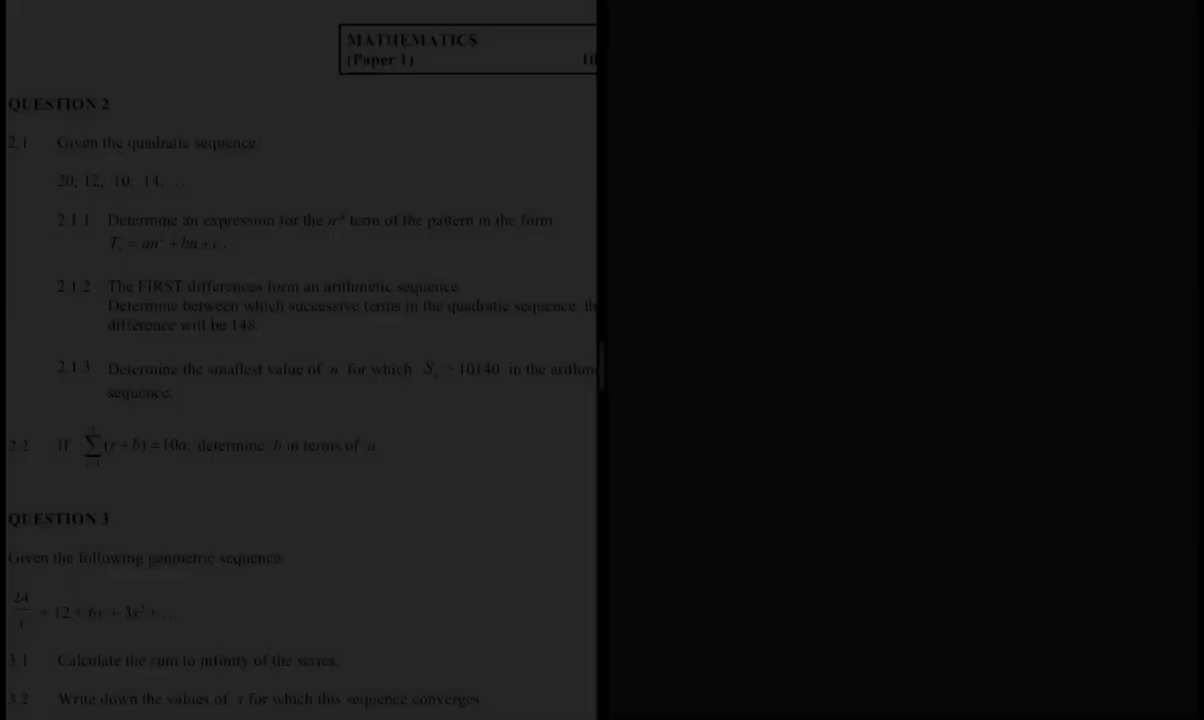 MATHEMATICS
(Paper 1) 10
QUESTION 2
2.1 Given the quadratic sequence:
20; 12; 10; 14; ...
2.1.1 Determine an expression for the nᵗʰ term of the pattern in the form
Tₙ = an² + bn + c.
2.1.2 The FIRST differences form an arithmetic sequence.
Determine between which successive terms in the quadratic sequence,
difference will be 148.
2.1.3 Determine the smallest value of n for which Sₙ > 10140 in the
sequence.
2.2 If ∑ (r + b) = 10a, determine b in terms of a.
QUESTION 3
Given the following geometric sequence
24/x + 12 + 6x + 3x² + ...
3.1 Calculate the sum to infinity of the series.
3.2 Write down the values of x for which this sequence converges